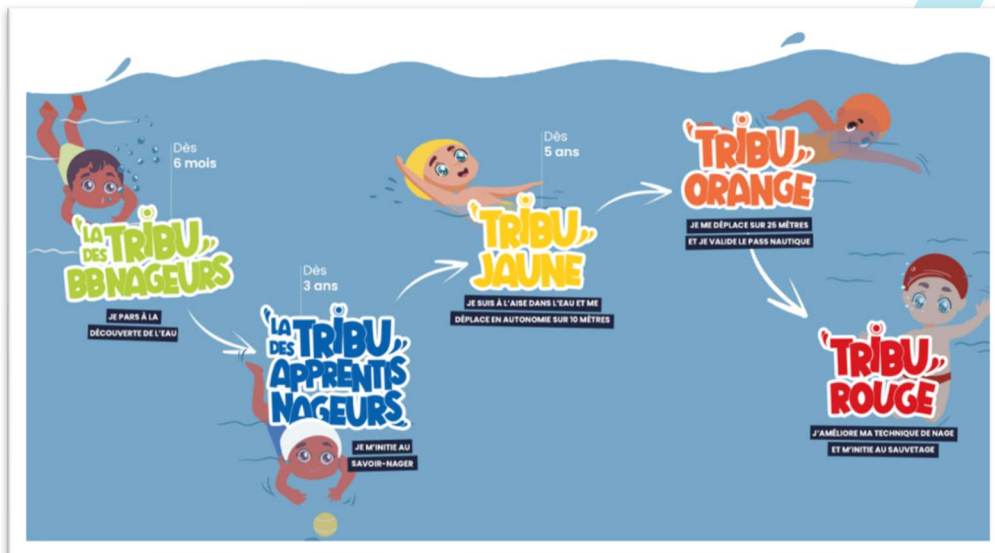 Dès
6 mois
LA TRIBU
DES
BBNAGEURS
JE PARS À LA
DÉCOUVERTE DE L'EAU
Dès
3 ans
LA TRIBU
DES
APPRENTIS
NAGEURS
JE M'INITIE AU
SAVOIR-NAGER
Dès
5 ans
TRIBU
JAUNE
JE SUIS À L'AISE DANS L'EAU ET ME
DÉPLACE EN AUTONOMIE SUR 10 MÈTRES
TRIBU
ORANGE
JE ME DÉPLACE SUR 25 MÈTRES
ET JE VALIDE LE PASS NAUTIQUE
TRIBU
ROUGE
J'AMÉLIORE MA TECHNIQUE DE NAGE
ET M'INITIE AU SAUVETAGE